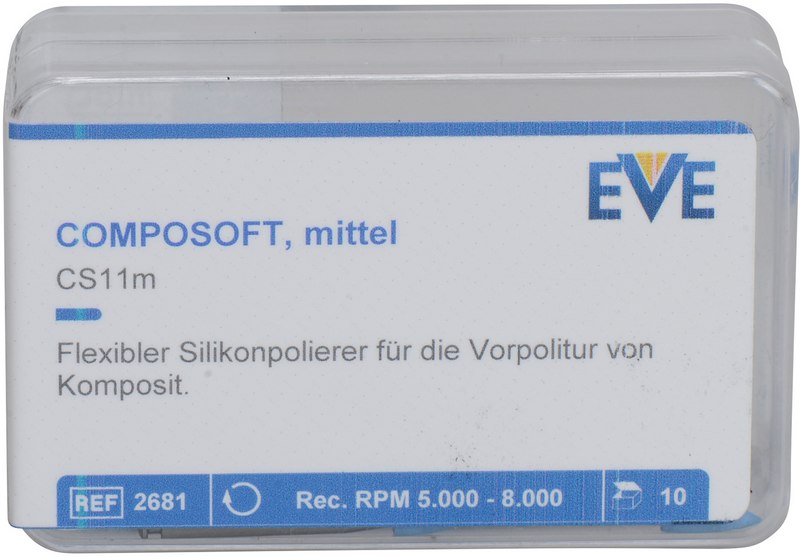 EVE
COMPOSOFT, mittel
CS11m
Flexibler Silikonpolierer für die Vorpolitur von
Komposit.
REF 2681 Rec. RPM 5.000 - 8.000 10